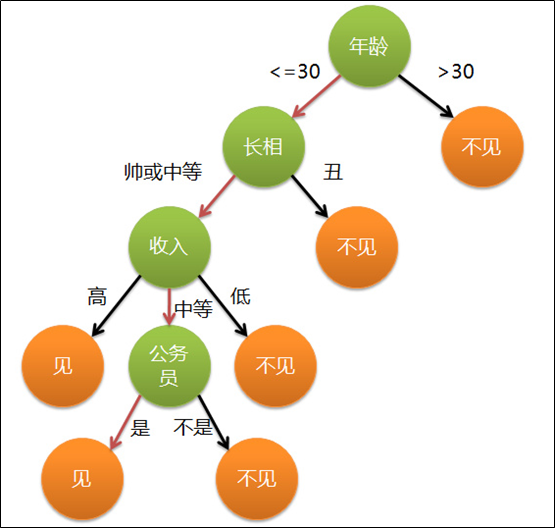 年龄
<=30
>30
长相
不见
帅或中等
丑
收入
不见
高
中等
低
见
公务
员
不见
是
不是
见
不见